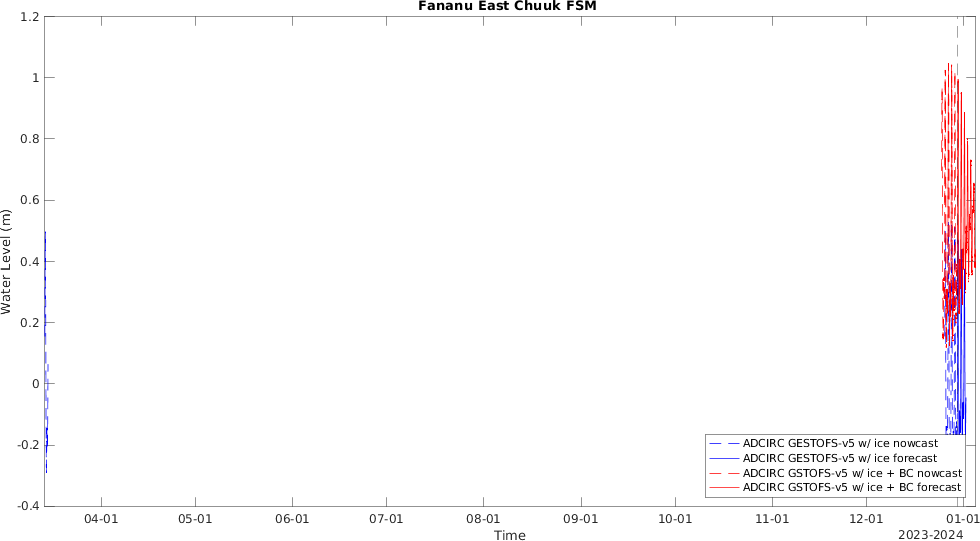 Fananu East Chuuk FSM
1.2
1
0.8
0.6
0.4
0.2
0
-0.2
-0.4
Water Level (m)
ADCIRC GESTOFS-v5 w/ ice nowcast
ADCIRC GESTOFS-v5 w/ ice forecast
ADCIRC GSTOFS-v5 w/ ice + BC nowcast
ADCIRC GSTOFS-v5 w/ ice + BC forecast
04-01 05-01 06-01 07-01 08-01 09-01 10-01 11-01 12-01 01-01
Time
2023-2024